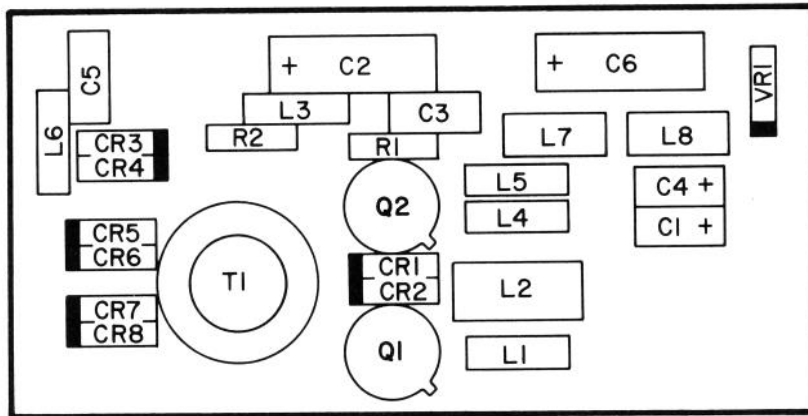 + C2
+ C6
C5
VR1
L6
L3
C3
R2
R1
CR3
CR4
L7
L8
L5
L4
C4 +
C1 +
Q2
CR5
CR6
T1
CR1
CR2
L2
CR7
CR8
Q1
L1